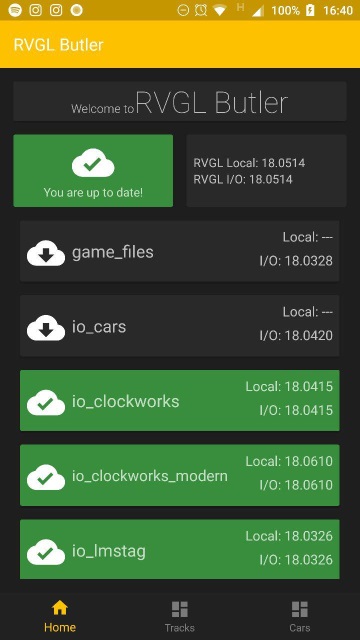 H 100% 16:40
RVGL Butler
Welcome to RVGL Butler
You are up to date!
RVGL Local: 18.0514
RVGL I/O: 18.0514
game_files
Local: ---
I/O: 18.0328
io_cars
Local: ---
I/O: 18.0420
io_clockworks
Local: 18.0415
I/O: 18.0415
io_clockworks_modern
Local: 18.0610
I/O: 18.0610
io_lmstag
Local: 18.0326
I/O: 18.0326
Home
Tracks
Cars